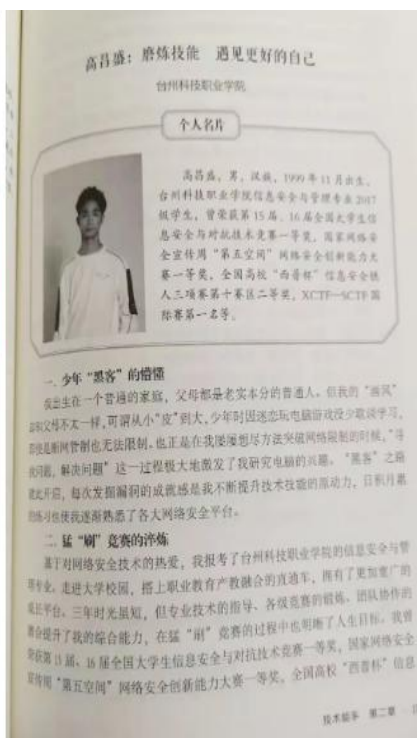 高昌盛：磨炼技能 遇见更好的自己
台州科技职业学院
个人名片
高昌盛，男，汉族，1999年11月出生，
台州科技职业学院信息安全与管理专业2017
级学生，曾荣获第15届、16届全国大学生信
息安全与对抗技术竞赛一等奖，国家网络安
全宣传周“第五空间”网络安全创新能力大
赛一等奖，全国高校“西普杯”信息安全铁
人三项赛第十赛区二等奖，XCTF—SCTF国
际赛第一名等。
一、少年“黑客”的懵懂
我出生在一个普通的家庭，父母都是老实本分的普通人。但我的“画风”
却和父母不太一样，可谓从小“皮”到大，少年时因迷恋玩电脑游戏没少耽误学习，
即使是断网管制也无法限制。也正是在我屡屡想尽方法突破网络限制的时候，“寻
找问题，解决问题”这一过程极大地激发了我研究电脑的兴趣。“黑客”之路
就此开启，每次发掘漏洞的成就感是我不断提升技术技能的原动力，日积月累
的练习也使我逐渐熟悉了各大网络安全平台。
二、猛“刷”竞赛的淬炼
基于对网络安全技术的热爱，我报考了台州科技职业学院的信息安全与管
理专业。走进大学校园，搭上职业教育产教融合的直通车，拥有了更加宽广的
成长平台。三年时光虽短，但专业技术的指导、各级竞赛的锻炼、团队协作的
磨合提升了我的综合能力，在猛“刷”竞赛的过程中也明晰了人生目标。我曾
荣获第15届、16届全国大学生信息安全与对抗技术竞赛一等奖，国家网络安全
宣传周“第五空间”网络安全创新能力大赛一等奖，全国高校“西普杯”信息
技术能手 第二章